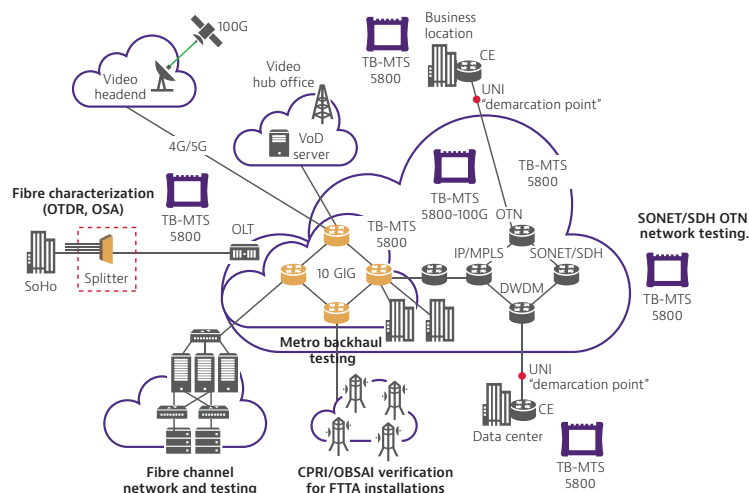 100G
Video
headend
Video
hub office
VoD
server
4G/5G
TB-MTS
5800
Business
location
CE
UNI
“demarcation point”
TB-MTS
5800-100G
TB-MTS
5800
OTN
Fibre characterization
(OTDR, OSA)
TB-MTS
5800
SoHo
Splitter
OLT
TB-MTS
5800
10 GIG
IP/MPLS
SONET/SDH
DWDM
SONET/SDH OTN
network testing.
TB-MTS
5800
Metro backhaul
testing
UNI
“demarcation point”
CE
Data center
TB-MTS
5800
Fibre channel
network and testing
CPRI/OBSAI verification
for FTTA installations